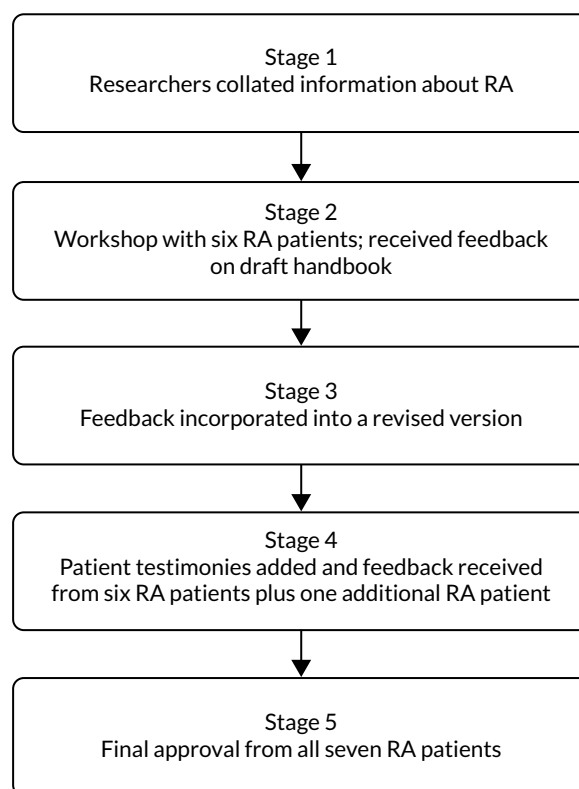 Stage 1
Researchers collated information about RA
Stage 2
Workshop with six RA patients; received feedback
on draft handbook
Stage 3
Feedback incorporated into a revised version
Stage 4
Patient testimonies added and feedback received
from six RA patients plus one additional RA patient
Stage 5
Final approval from all seven RA patients